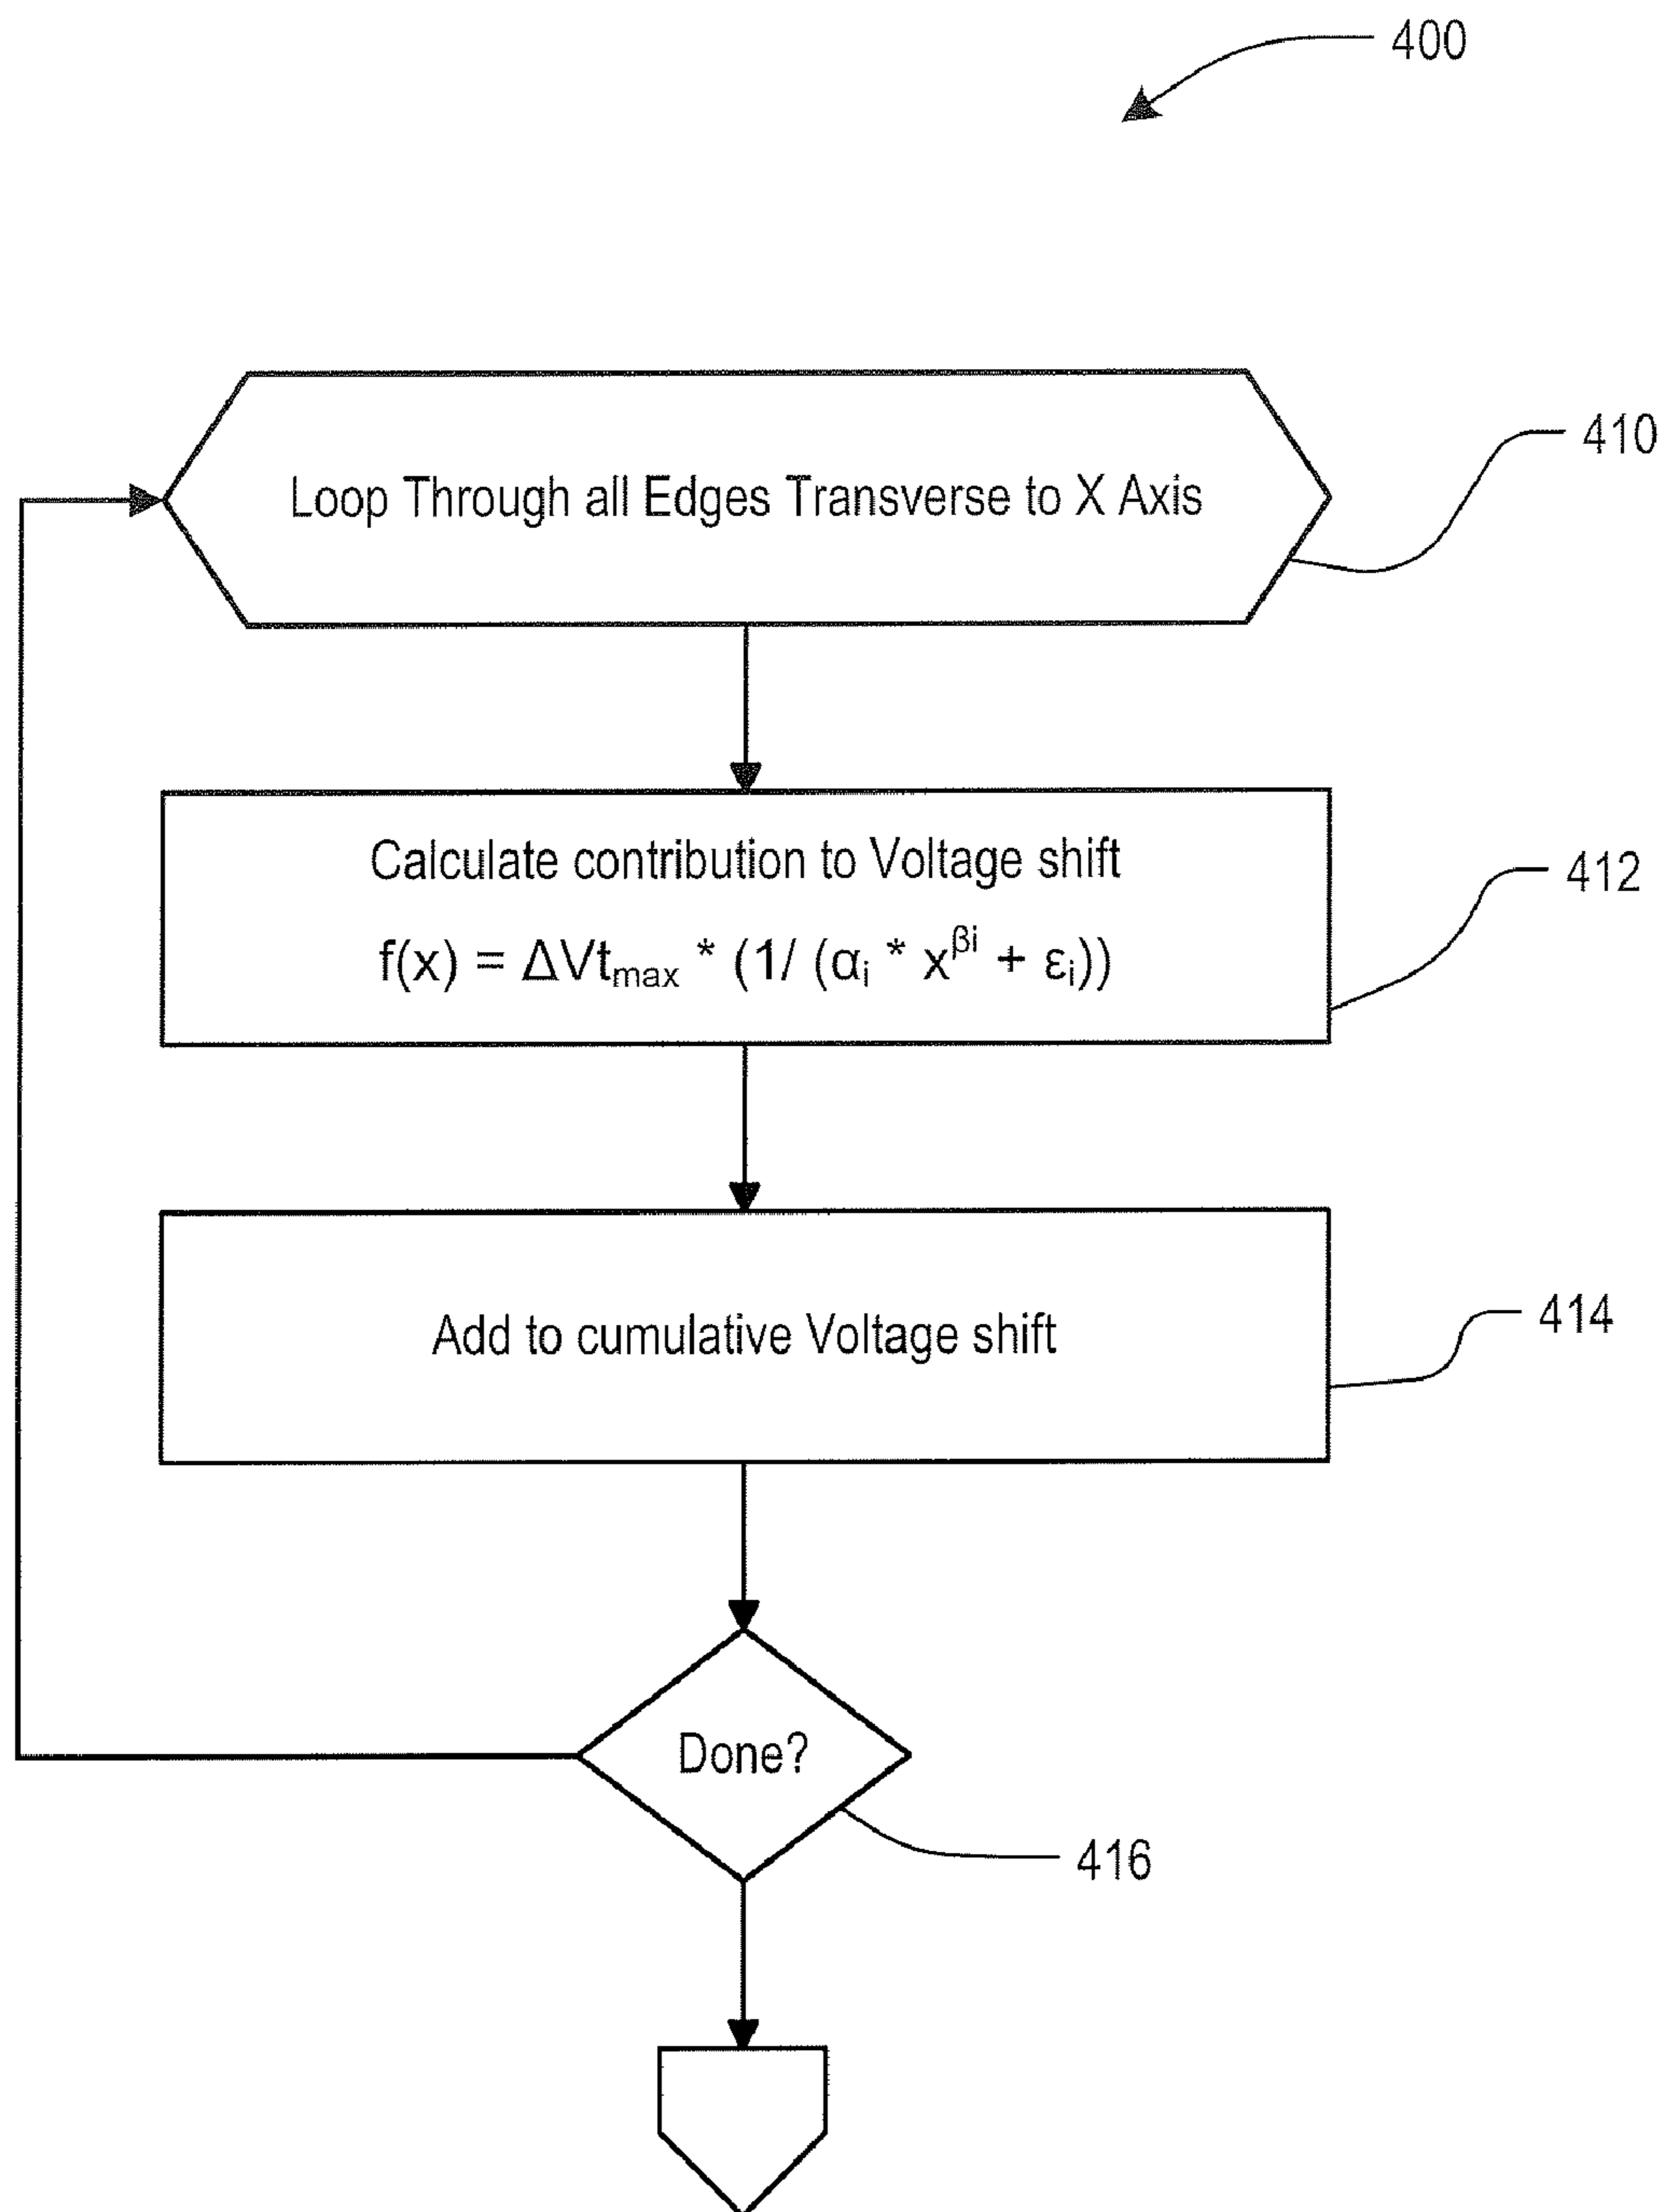 400
Loop Through all Edges Transverse to X Axis
410
Calculate contribution to Voltage shift
f(x) = ΔVtₘₐₓ * (1/ (αᵢ * x^βi + εᵢ))
412
Add to cumulative Voltage shift
414
Done?
416